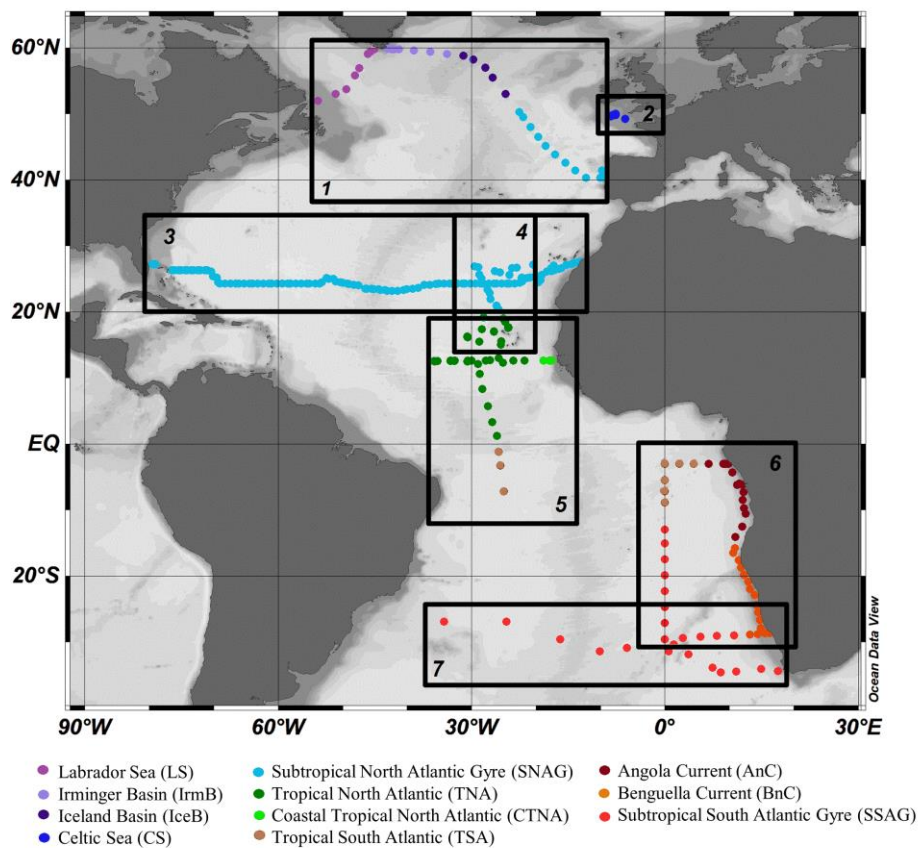 60°N
2
1
40°N
3
4
20°N
EQ
6
5
20°S
7
Ocean Data View
90°W
60°W
30°W
0°
30°E
Labrador Sea (LS)
Irminger Basin (IrmB)
Iceland Basin (IceB)
Celtic Sea (CS)
Subtropical North Atlantic Gyre (SNAG)
Tropical North Atlantic (TNA)
Coastal Tropical North Atlantic (CTNA)
Tropical South Atlantic (TSA)
Angola Current (AnC)
Benguella Current (BnC)
Subtropical South Atlantic Gyre (SSAG)